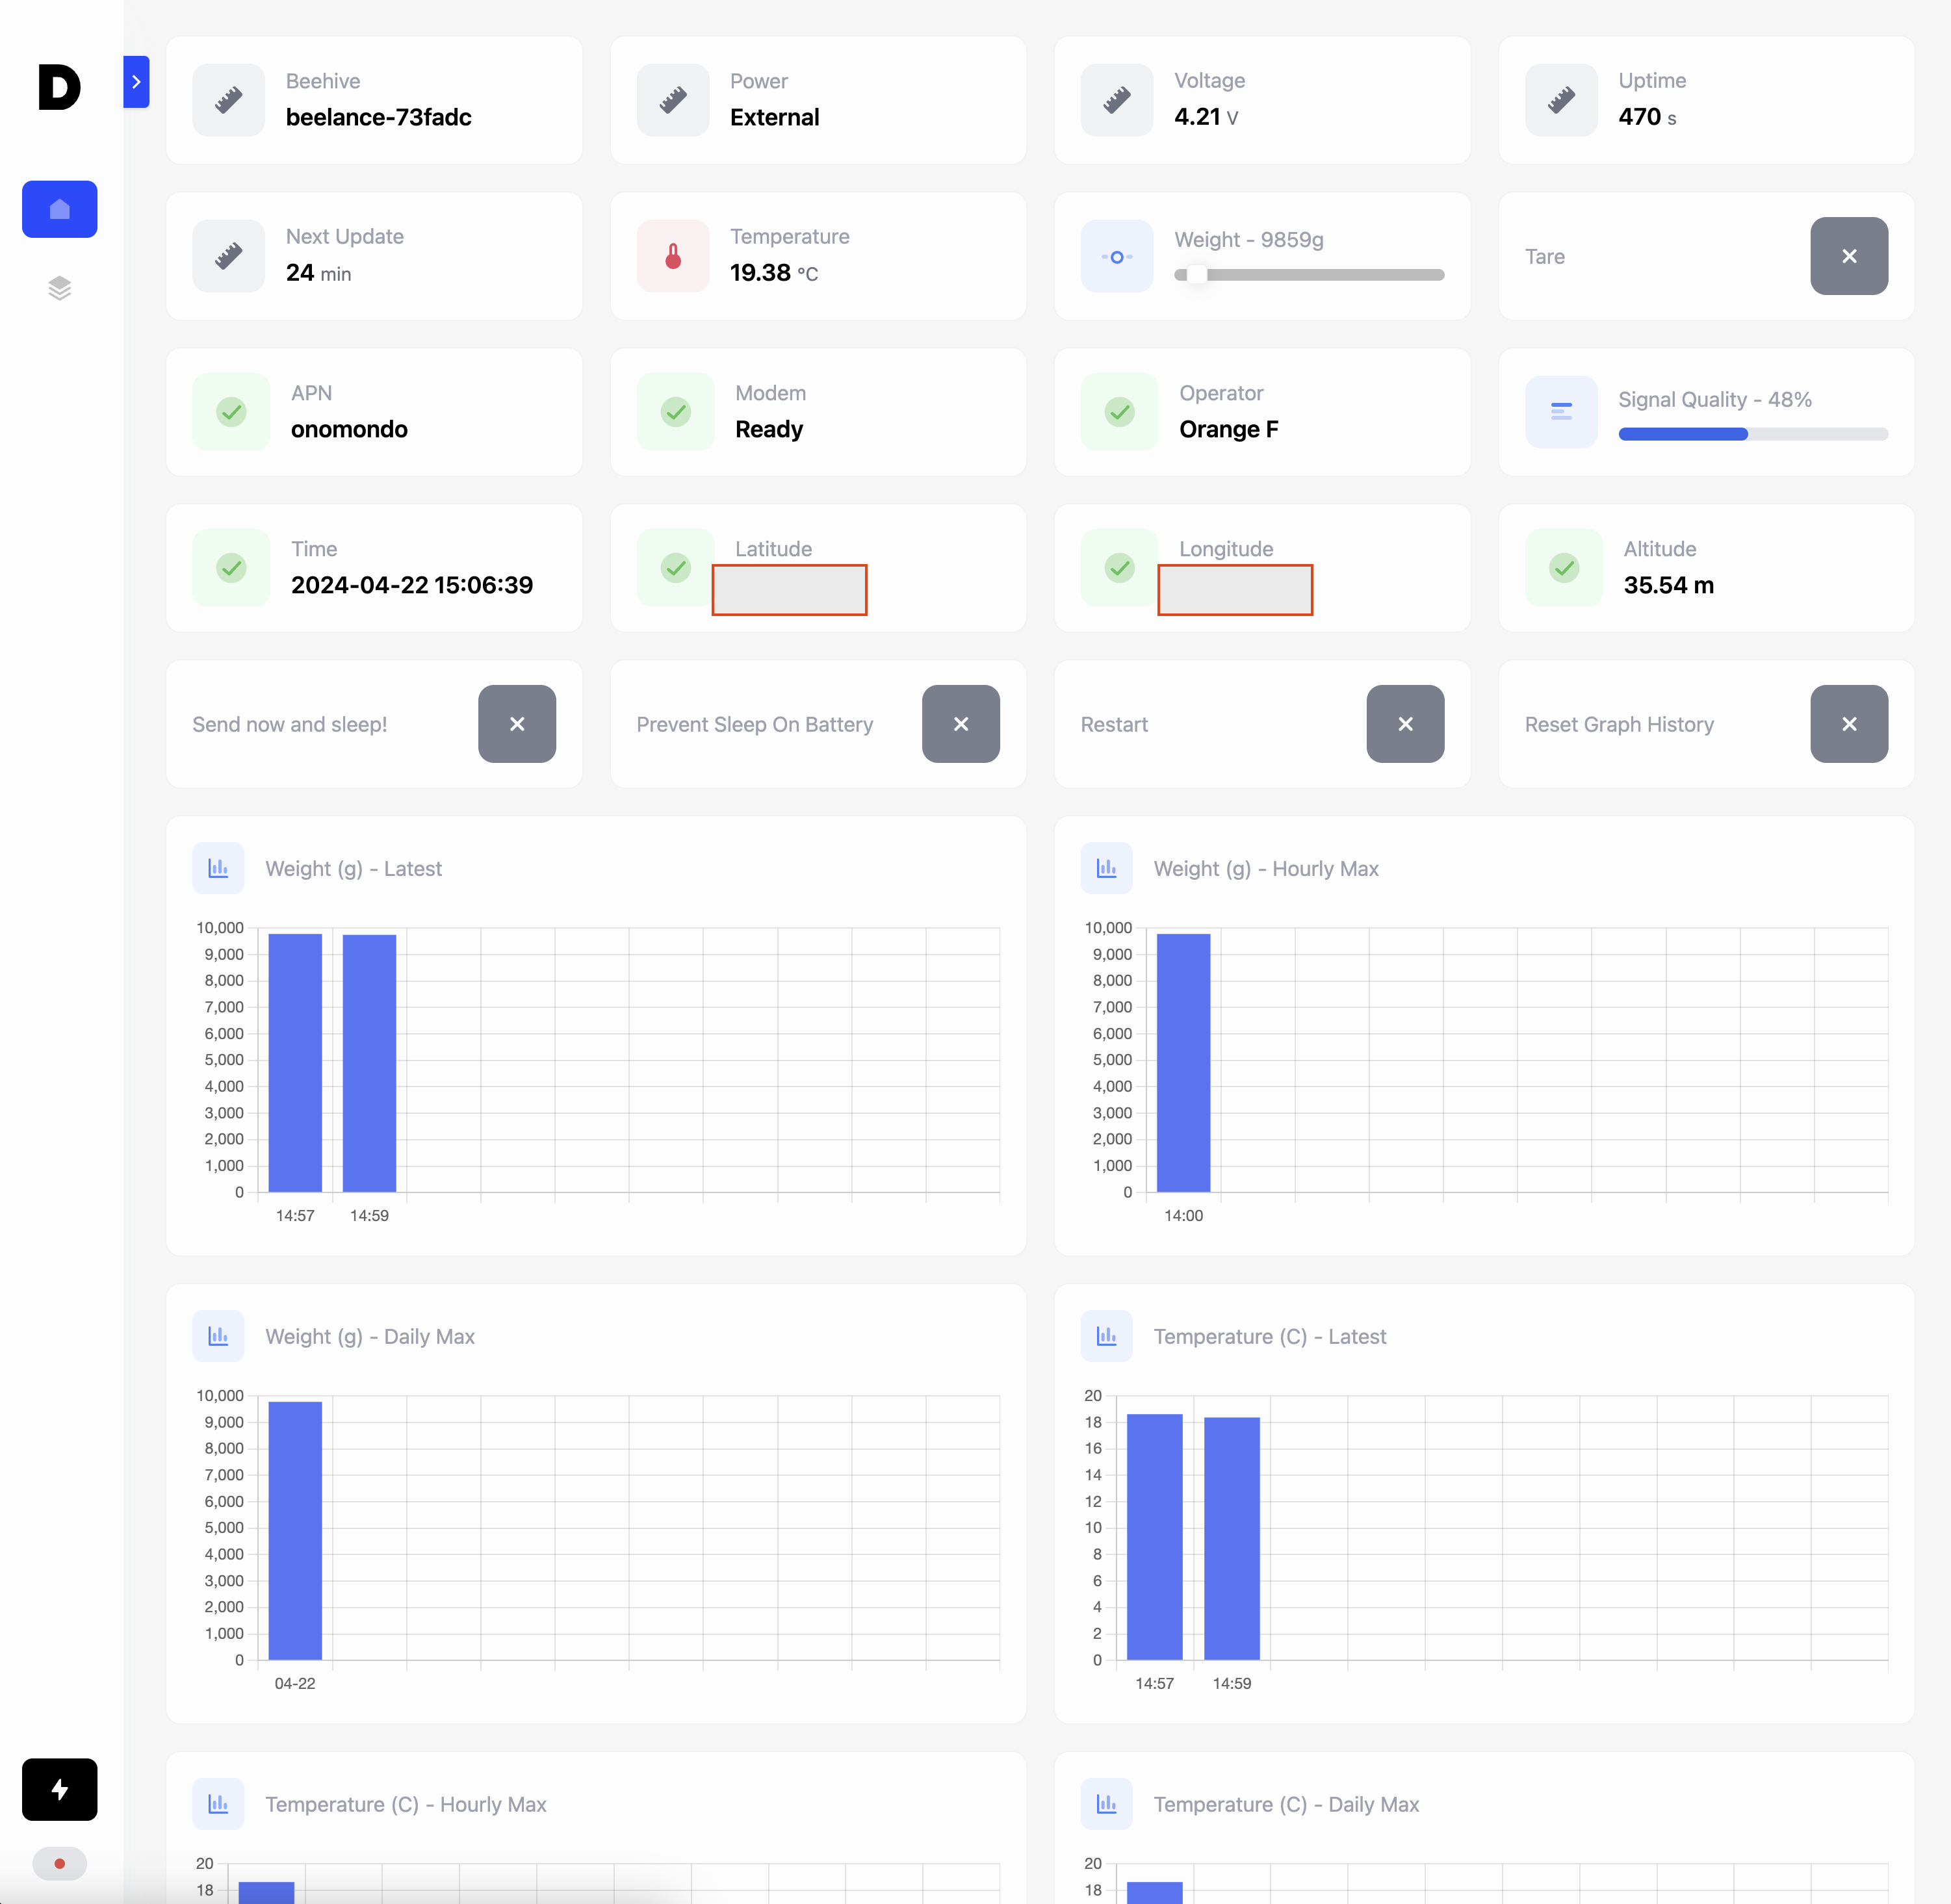 D
Beehive
beelance-73fadc
Power
External
Voltage
4.21 V
Uptime
470 s
Next Update
24 min
Temperature
19.38 °C
Weight - 9859g
Tare
APN
onomondo
Modem
Ready
Operator
Orange F
Signal Quality - 48%
Time
2024-04-22 15:06:39
Latitude
Longitude
Altitude
35.54 m
Send now and sleep!
Prevent Sleep On Battery
Restart
Reset Graph History
Weight (g) - Latest
10,000
9,000
8,000
7,000
6,000
5,000
4,000
3,000
2,000
1,000
0
14:57 14:59
Weight (g) - Hourly Max
10,000
9,000
8,000
7,000
6,000
5,000
4,000
3,000
2,000
1,000
0
14:00
Weight (g) - Daily Max
10,000
9,000
8,000
7,000
6,000
5,000
4,000
3,000
2,000
1,000
0
04-22
Temperature (C) - Latest
20
18
16
14
12
10
8
6
4
2
0
14:57 14:59
Temperature (C) - Hourly Max
20
18
Temperature (C) - Daily Max
20
18